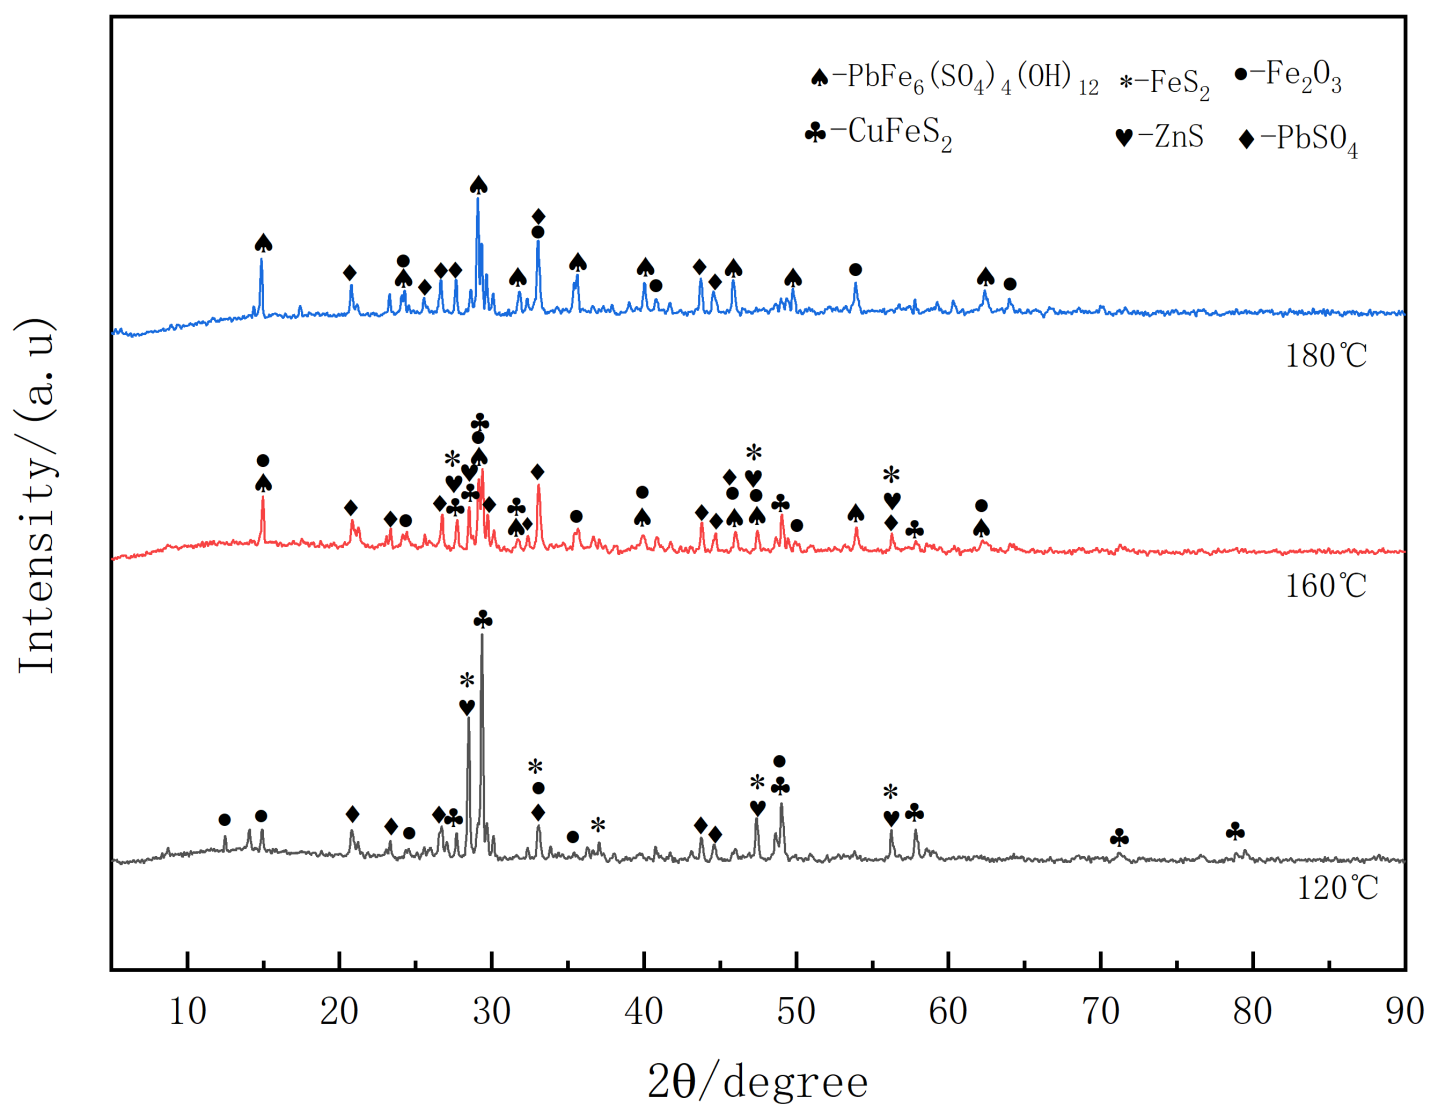 ♠-PbFe6(SO4)4(OH)12 *-FeS2 ●-Fe2O3
♣-CuFeS2 ♥-ZnS ♦-PbSO4
180℃
160℃
120℃
Intensity/(a.u)
10 20 30 40 50 60 70 80 90
2θ/degree